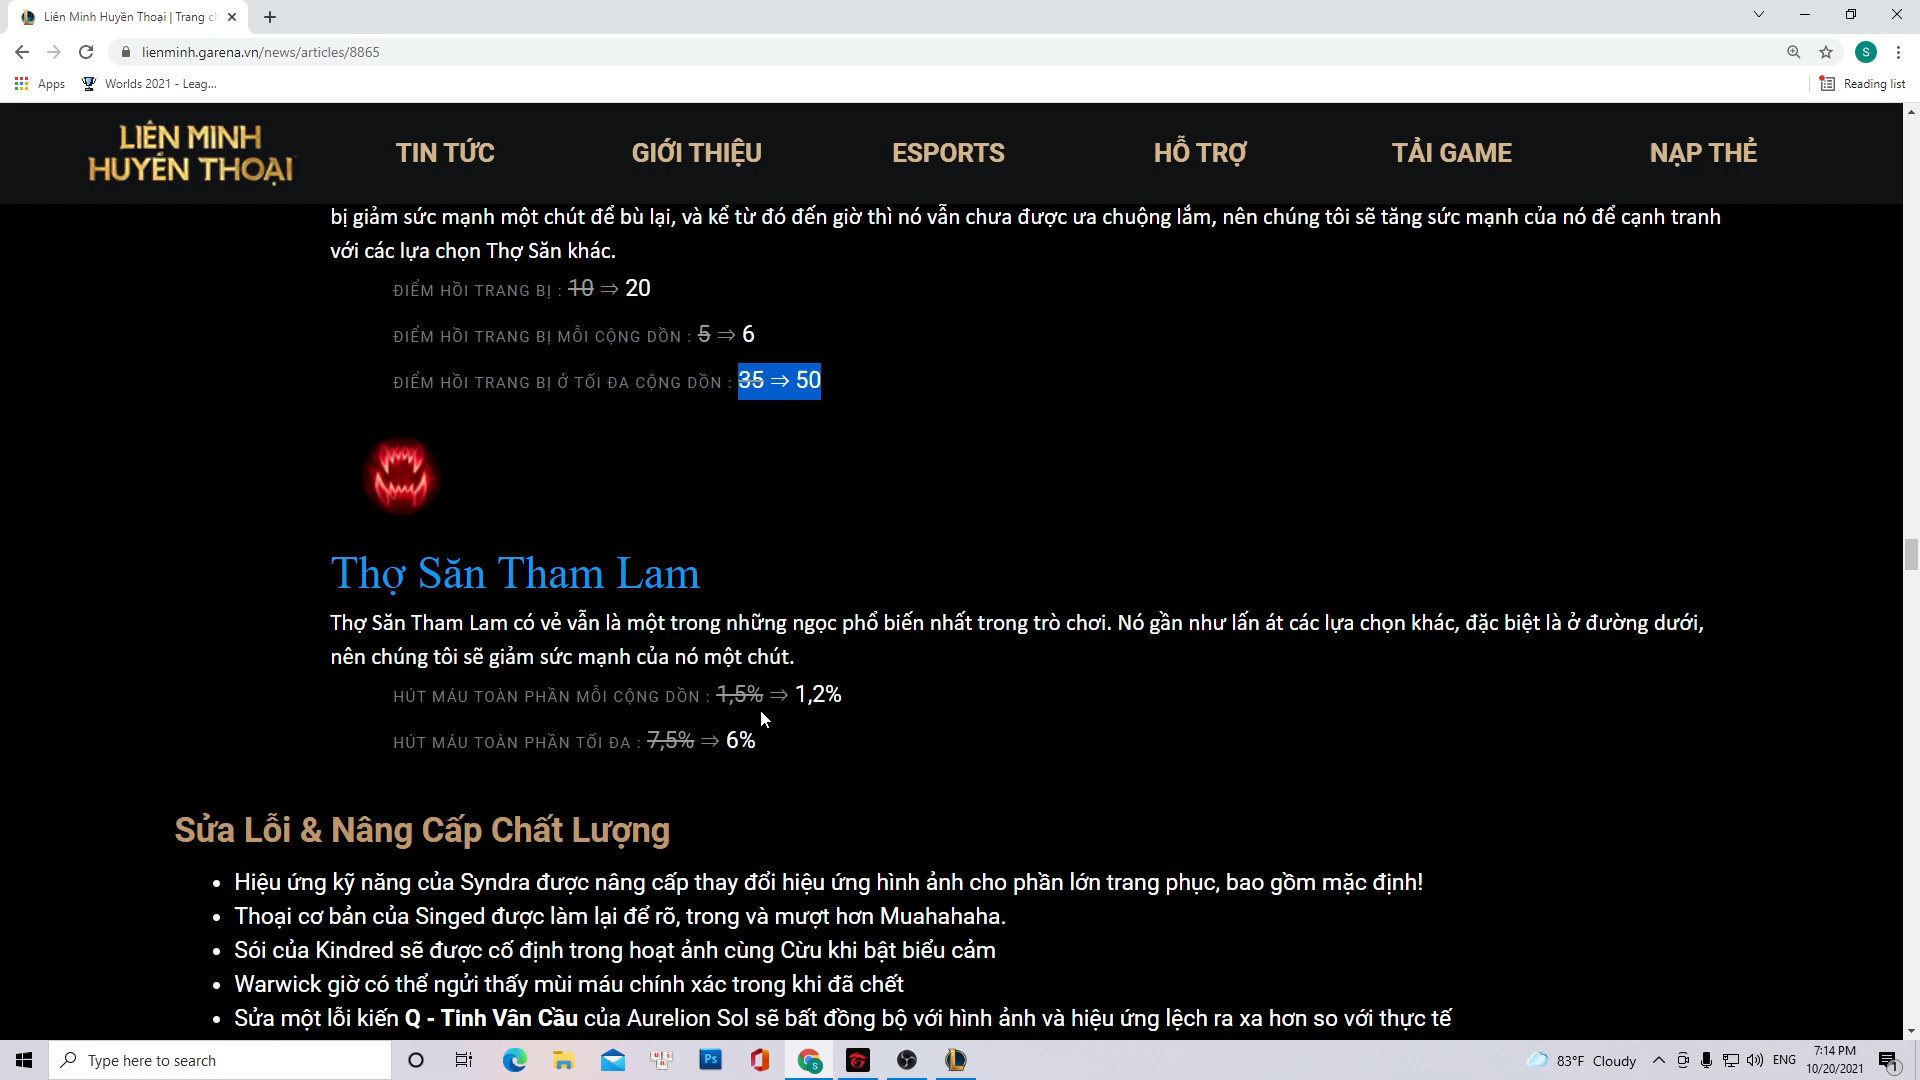 Liên Minh Huyền Thoại | Trang ch
lienminh.garena.vn/news/articles/8865
S
Apps
Worlds 2021 - Leag...
Reading list
LIÊN MINH
HUYỀN THOẠI
TIN TỨC
GIỚI THIỆU
ESPORTS
HỖ TRỢ
TẢI GAME
NẠP THẺ
bị giảm sức mạnh một chút để bù lại, và kể từ đó đến giờ thì nó vẫn chưa được ưa chuộng lắm, nên chúng tôi sẽ tăng sức mạnh của nó để cạnh tranh
với các lựa chọn Thợ Săn khác.
ĐIỂM HỒI TRANG BỊ : 10 ⇒ 20
ĐIỂM HỒI TRANG BỊ MỖI CỘNG DỒN : 5 ⇒ 6
ĐIỂM HỒI TRANG BỊ Ở TỐI ĐA CỘNG DỒN : 35 ⇒ 50
Thợ Săn Tham Lam
Thợ Săn Tham Lam có vẻ vẫn là một trong những ngọc phổ biến nhất trong trò chơi. Nó gần như lấn át các lựa chọn khác, đặc biệt là ở đường dưới,
nên chúng tôi sẽ giảm sức mạnh của nó một chút.
HÚT MÁU TOÀN PHẦN MỖI CỘNG DỒN : 1,5% ⇒ 1,2%
HÚT MÁU TOÀN PHẦN TỐI ĐA : 7,5% ⇒ 6%
Sửa Lỗi & Nâng Cấp Chất Lượng
• Hiệu ứng kỹ năng của Syndra được nâng cấp thay đổi hiệu ứng hình ảnh cho phần lớn trang phục, bao gồm mặc định!
• Thoại cơ bản của Singed được làm lại để rõ, trong và mượt hơn Muahahaha.
• Sói của Kindred sẽ được cố định trong hoạt ảnh cùng Cừu khi bật biểu cảm
• Warwick giờ có thể ngửi thấy mùi máu chính xác trong khi đã chết
• Sửa một lỗi kiến Q - Tinh Vân Cầu của Aurelion Sol sẽ bất đồng bộ với hình ảnh và hiệu ứng lệch ra xa hơn so với thực tế
Type here to search
Ps
S
83°F Cloudy
ENG
7:14 PM
10/20/2021
1